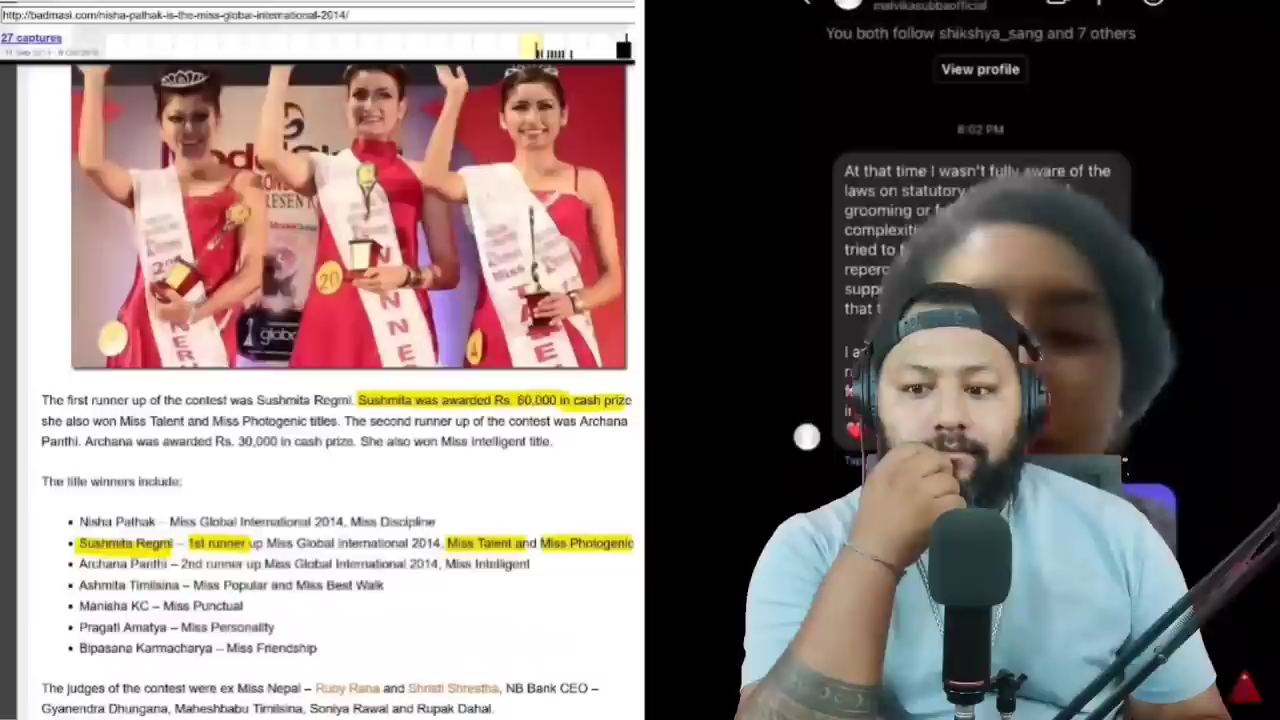 http://badmasi.com/nisha-pathak-is-the-miss-global-international-2014/
27 captures
20
The first runner up of the contest was Sushmita Regmi. Sushmita was awarded Rs. 60,000 in cash prize
she also won Miss Talent and Miss Photogenic titles. The second runner up of the contest was Archana
Panthi. Archana was awarded Rs. 30,000 in cash prize. She also won Miss Intelligent title.
The title winners include:
• Nisha Pathak – Miss Global International 2014, Miss Discipline
• Sushmita Regmi – 1st runner up Miss Global International 2014, Miss Talent and Miss Photogenic
• Archana Panthi – 2nd runner up Miss Global International 2014, Miss Intelligent
• Ashmita Timilsina – Miss Popular and Miss Best Walk
• Manisha KC – Miss Punctual
• Pragati Amatya – Miss Personality
• Bipasana Karmacharya – Miss Friendship
The judges of the contest were ex Miss Nepal – Ruby Rana and Shristi Shrestha, NB Bank CEO –
Gyanendra Dhungana, Maheshbabu Timilsina, Soniya Rawal and Rupak Dahal.
malvikasubbaofficial
You both follow shikshya_sang and 7 others
View profile
8:02 PM
At that time I wasn't fully aware of the
laws on statutory
grooming or
tried to
that